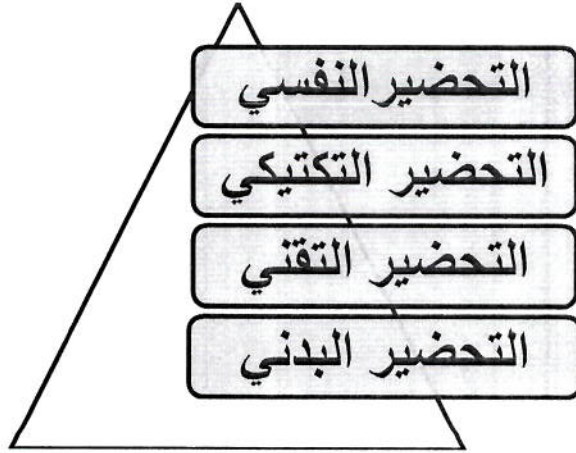 التحضير النفسي
التحضير التكتيكي
التحضير التقني
التحضير البدني